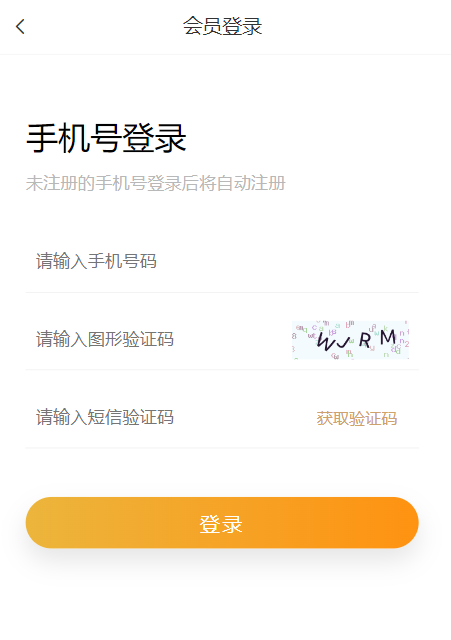 会员登录
手机号登录
未注册的手机号登录后将自动注册
请输入手机号码
请输入图形验证码
请输入短信验证码
获取验证码
登录